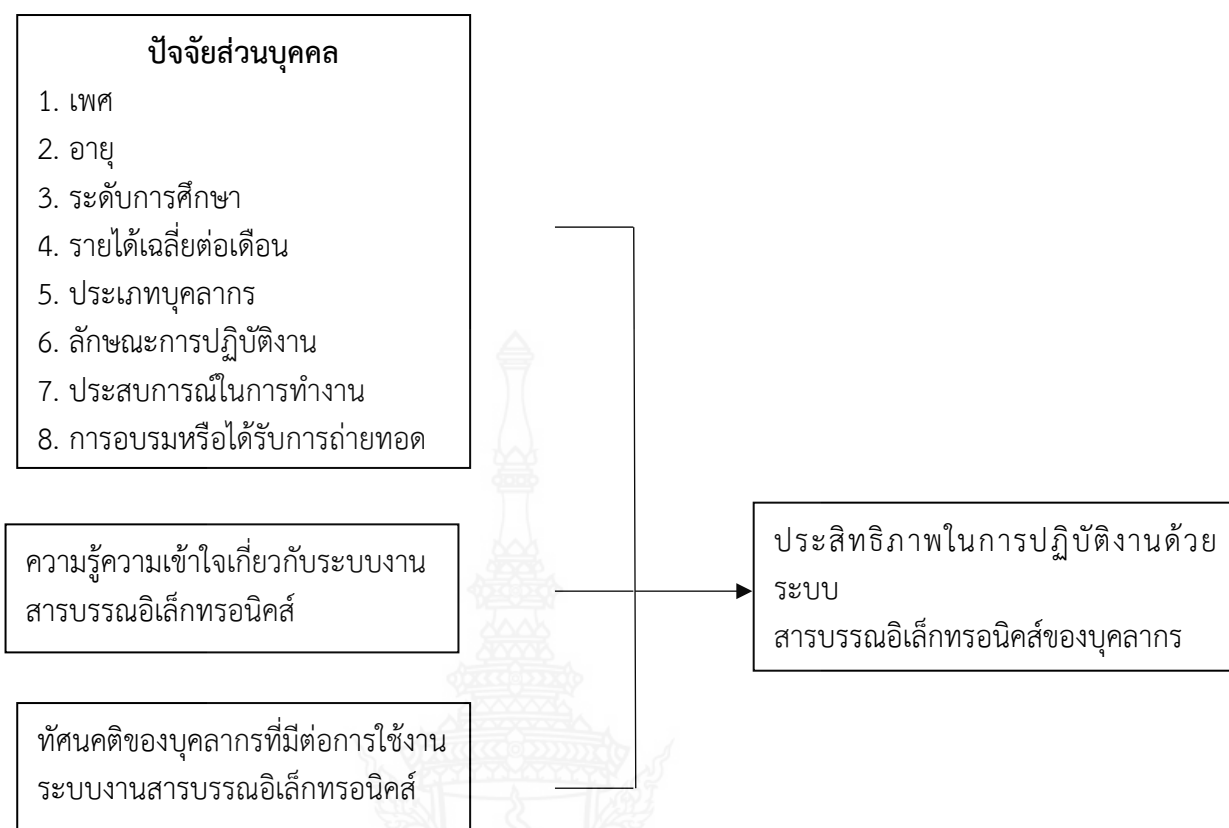 ปัจจัยส่วนบุคคล
1. เพศ
2. อายุ
3. ระดับการศึกษา
4. รายได้เฉลี่ยต่อเดือน
5. ประเภทบุคลากร
6. ลักษณะการปฏิบัติงาน
7. ประสบการณ์ในการทำงาน
8. การอบรมหรือได้รับการถ่ายทอด
ความรู้ความเข้าใจเกี่ยวกับระบบงาน
สารบรรณอิเล็กทรอนิคส์
ทัศนคติของบุคลากรที่มีต่อการใช้งาน
ระบบงานสารบรรณอิเล็กทรอนิคส์
ประสิทธิภาพในการปฏิบัติงานด้วย
ระบบ
สารบรรณอิเล็กทรอนิคส์ของบุคลากร